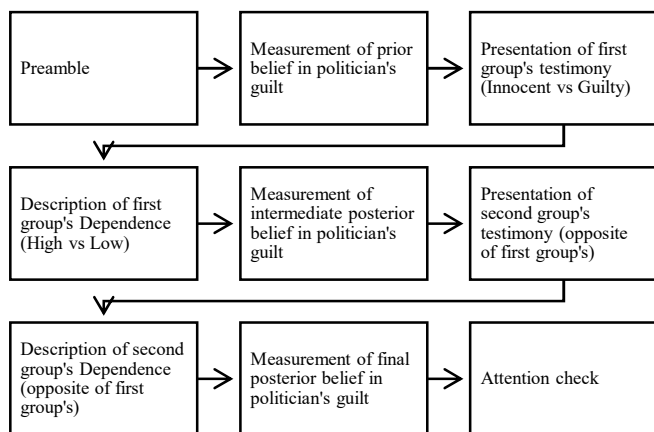 Preamble
Measurement of prior
belief in politician's
guilt
Presentation of first
group's testimony
(Innocent vs Guilty)
Description of first
group's Dependence
(High vs Low)
Measurement of
intermediate posterior
belief in politician's
guilt
Presentation of
second group's
testimony (opposite
of first group's)
Description of second
group's Dependence
(opposite of first
group's)
Measurement of final
posterior belief in
politician's guilt
Attention check